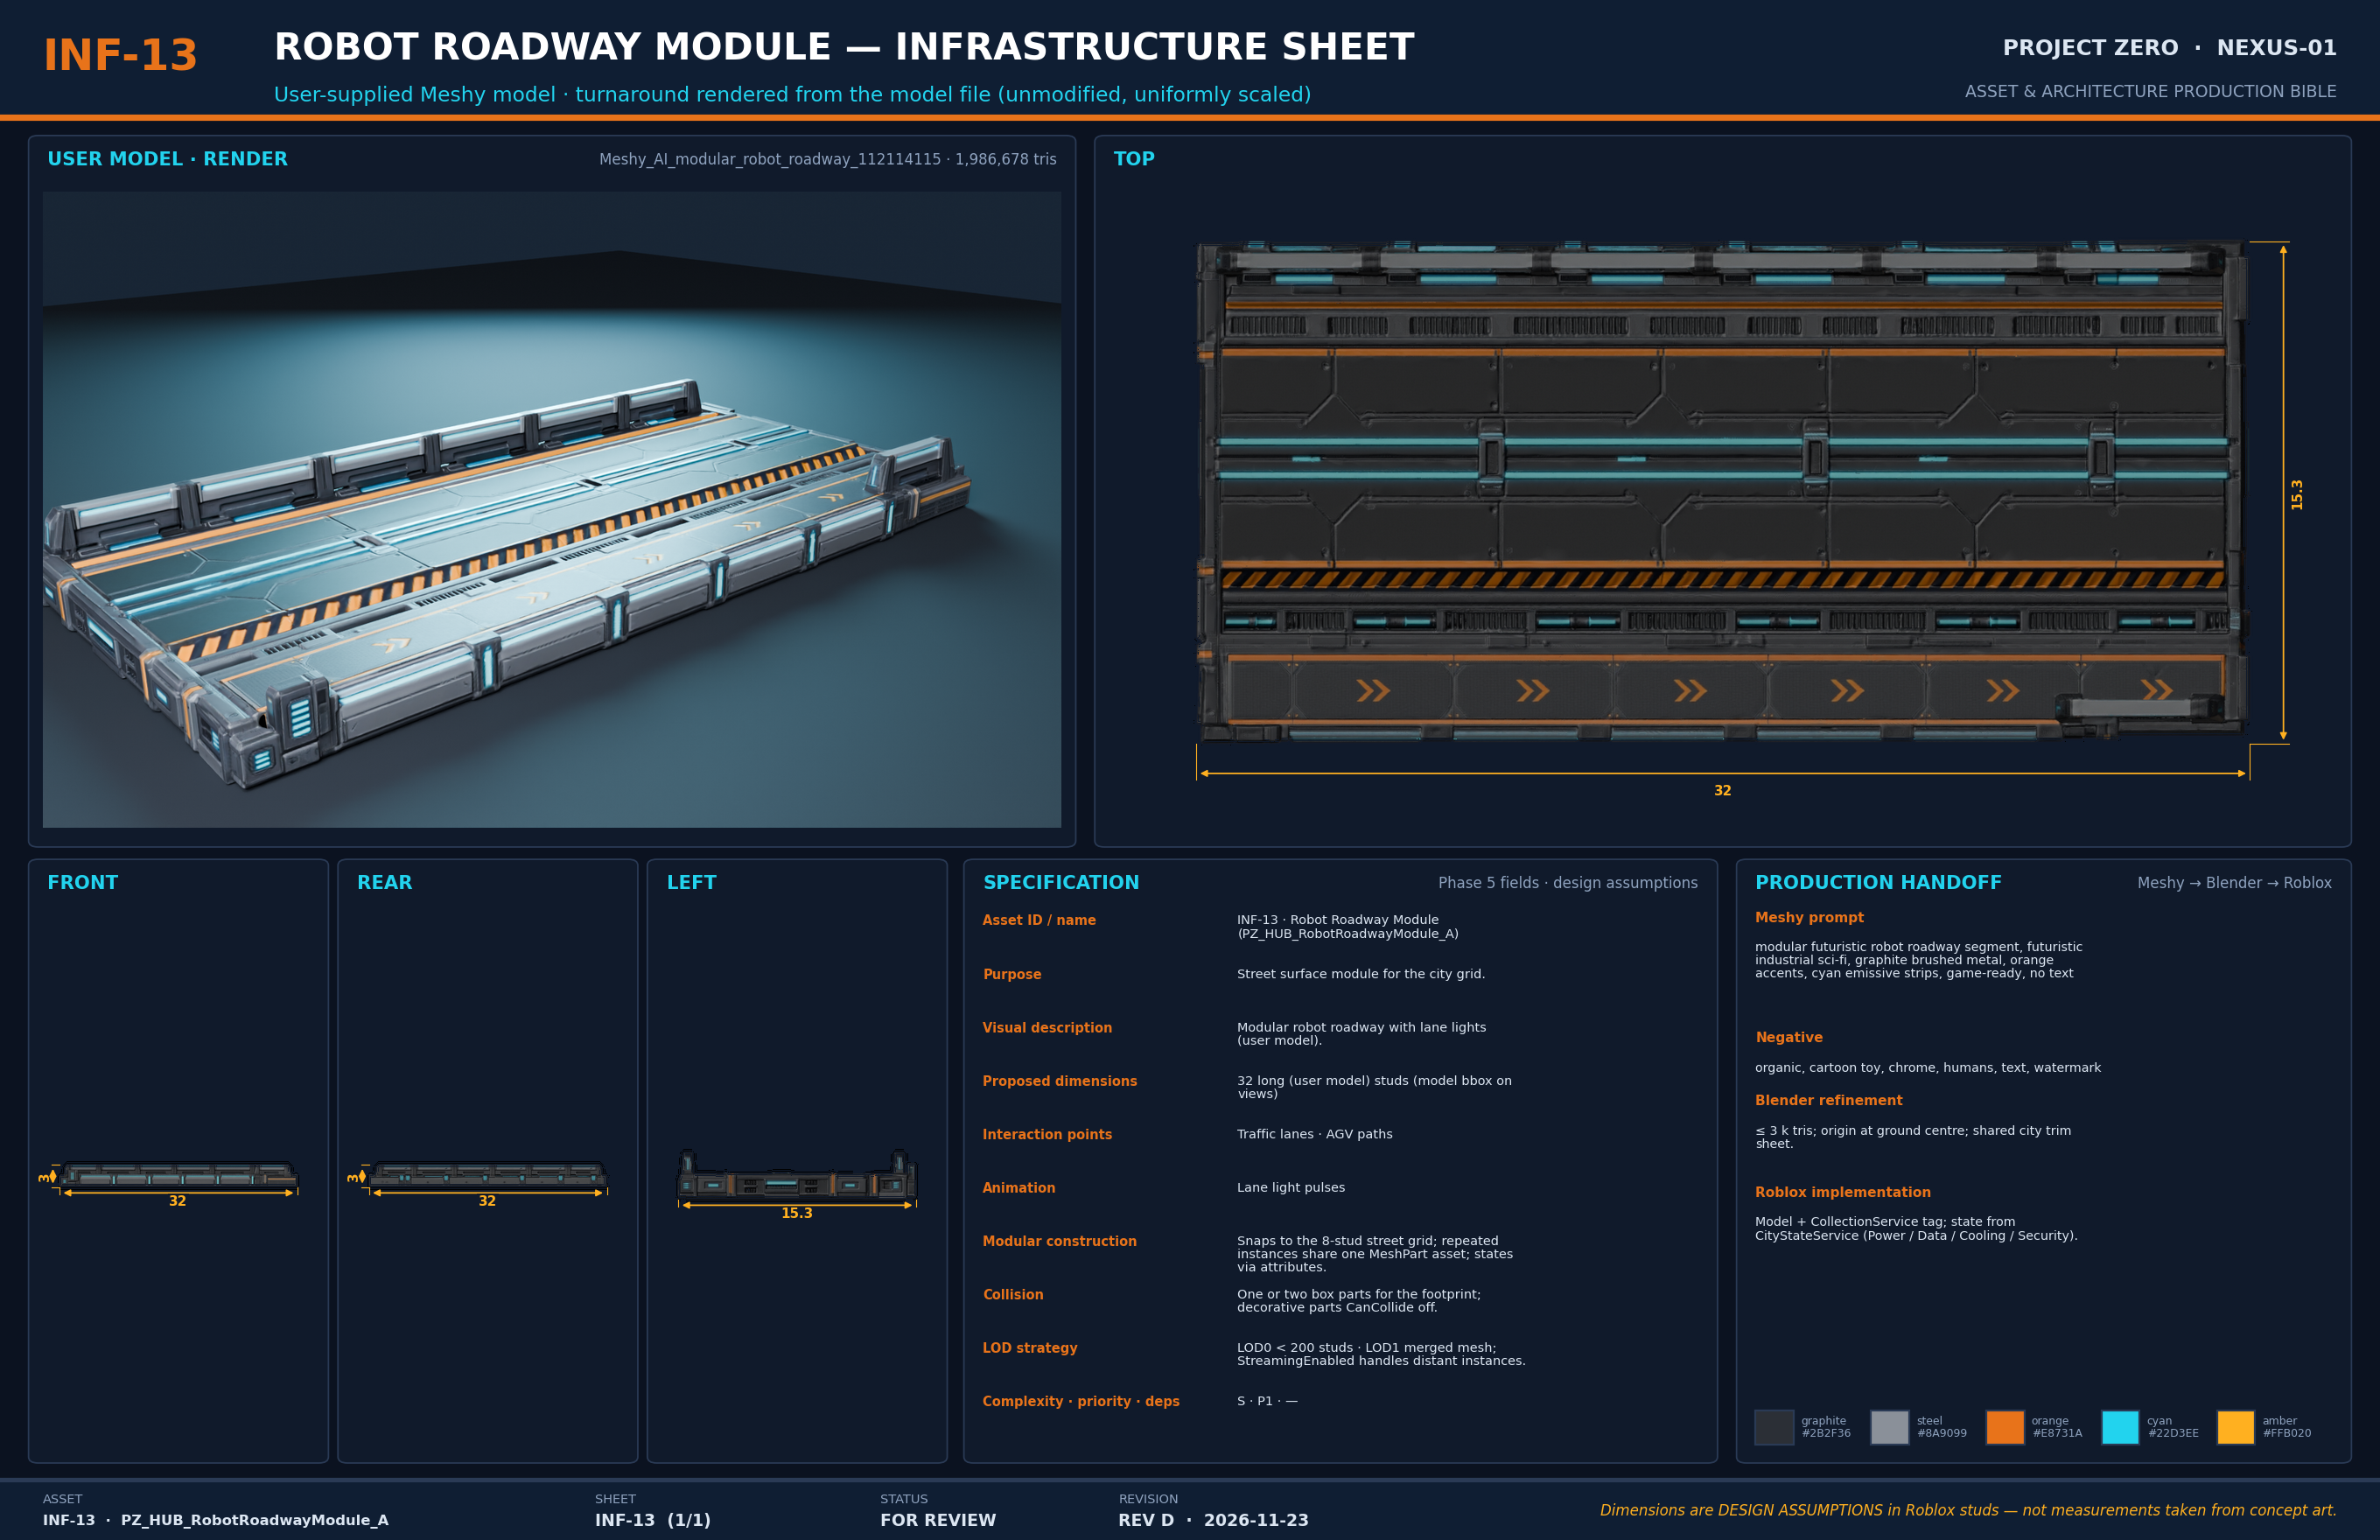 INF-13
ROBOT ROADWAY MODULE — INFRASTRUCTURE SHEET
User-supplied Meshy model · turnaround rendered from the model file (unmodified, uniformly scaled)
PROJECT ZERO · NEXUS-01
ASSET & ARCHITECTURE PRODUCTION BIBLE
USER MODEL · RENDER
Meshy_AI_modular_robot_roadway_112114115 · 1,986,678 tris
TOP
15.3
32
FRONT
3
32
REAR
3
32
LEFT
15.3
SPECIFICATION
Phase 5 fields · design assumptions
Asset ID / name
INF-13 · Robot Roadway Module
(PZ_HUB_RobotRoadwayModule_A)
Purpose
Street surface module for the city grid.
Visual description
Modular robot roadway with lane lights
(user model).
Proposed dimensions
32 long (user model) studs (model bbox on
views)
Interaction points
Traffic lanes · AGV paths
Animation
Lane light pulses
Modular construction
Snaps to the 8-stud street grid; repeated
instances share one MeshPart asset; states
via attributes.
Collision
One or two box parts for the footprint;
decorative parts CanCollide off.
LOD strategy
LOD0 < 200 studs · LOD1 merged mesh;
StreamingEnabled handles distant instances.
Complexity · priority · deps
S · P1 · —
PRODUCTION HANDOFF
Meshy → Blender → Roblox
Meshy prompt
modular futuristic robot roadway segment, futuristic
industrial sci-fi, graphite brushed metal, orange
accents, cyan emissive strips, game-ready, no text
Negative
organic, cartoon toy, chrome, humans, text, watermark
Blender refinement
≤ 3 k tris; origin at ground centre; shared city trim
sheet.
Roblox implementation
Model + CollectionService tag; state from
CityStateService (Power / Data / Cooling / Security).
graphite
#2B2F36
steel
#8A9099
orange
#E8731A
cyan
#22D3EE
amber
#FFB020
ASSET
INF-13 · PZ_HUB_RobotRoadwayModule_A
SHEET
INF-13 (1/1)
STATUS
FOR REVIEW
REVISION
REV D · 2026-11-23
Dimensions are DESIGN ASSUMPTIONS in Roblox studs — not measurements taken from concept art.